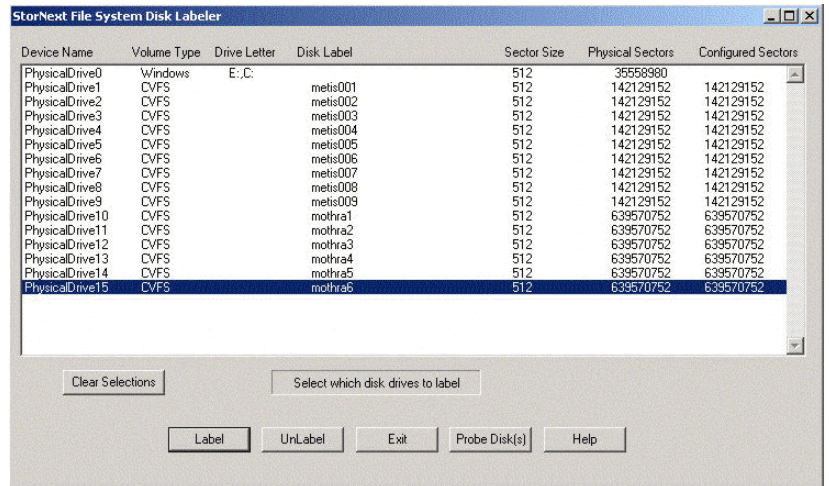 StorNext File System Disk Labeler
Device Name Volume Type Drive Letter Disk Label Sector Size Physical Sectors Configured Sectors
PhysicalDrive0 Windows E:,C: 512 35558980
PhysicalDrive1 CVFS metis001 512 142129152 142129152
PhysicalDrive2 CVFS metis002 512 142129152 142129152
PhysicalDrive3 CVFS metis003 512 142129152 142129152
PhysicalDrive4 CVFS metis004 512 142129152 142129152
PhysicalDrive5 CVFS metis005 512 142129152 142129152
PhysicalDrive6 CVFS metis006 512 142129152 142129152
PhysicalDrive7 CVFS metis007 512 142129152 142129152
PhysicalDrive8 CVFS metis008 512 142129152 142129152
PhysicalDrive9 CVFS metis009 512 142129152 142129152
PhysicalDrive10 CVFS mothra1 512 639570752 639570752
PhysicalDrive11 CVFS mothra2 512 639570752 639570752
PhysicalDrive12 CVFS mothra3 512 639570752 639570752
PhysicalDrive13 CVFS mothra4 512 639570752 639570752
PhysicalDrive14 CVFS mothra5 512 639570752 639570752
PhysicalDrive15 CVFS mothra6 512 639570752 639570752
Clear Selections Select which disk drives to label
Label UnLabel Exit Probe Disk(s) Help